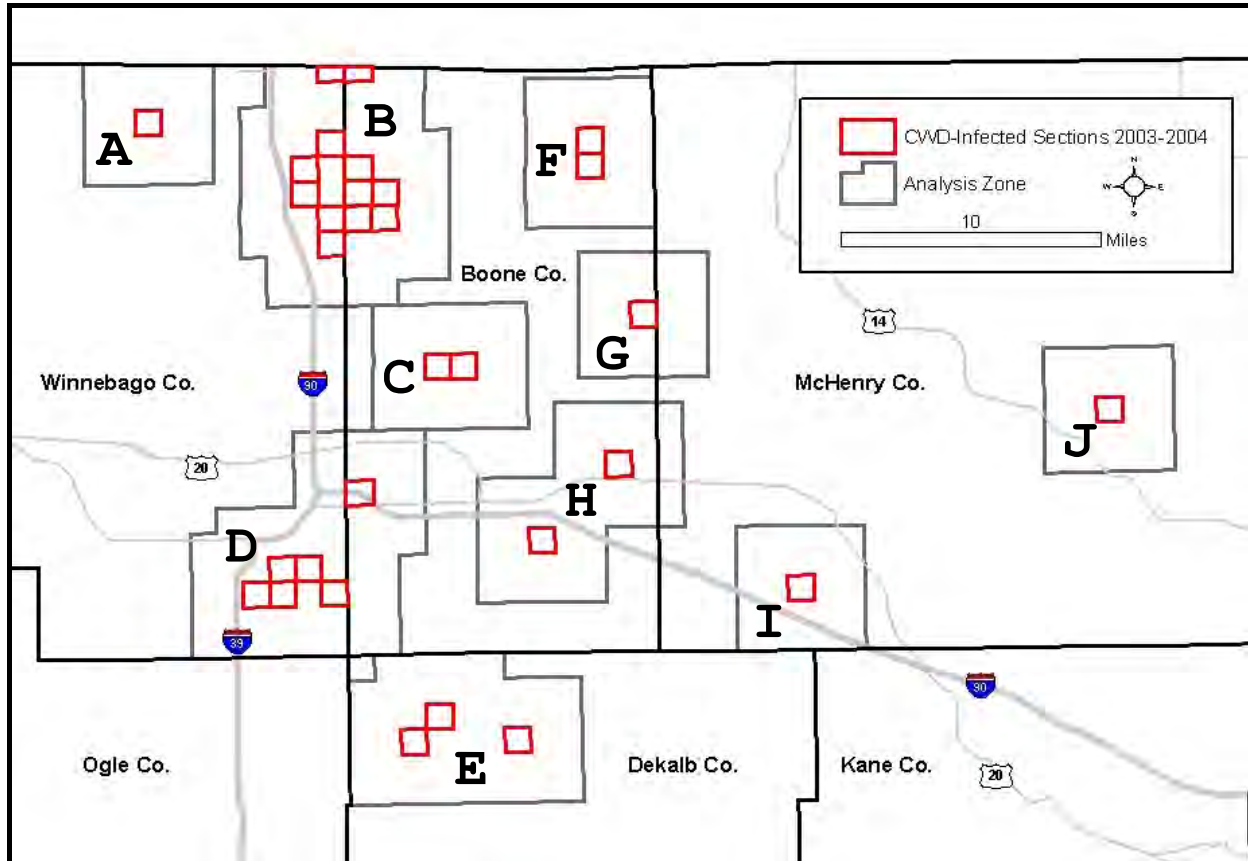 A
B
F
CWD-Infected Sections 2003-2004
Analysis Zone
N
W
E
S
10
Miles
Boone Co.
G
14
C
Winnebago Co.
90
McHenry Co.
J
20
H
D
I
39
90
E
Ogle Co.
Dekalb Co.
Kane Co.
20